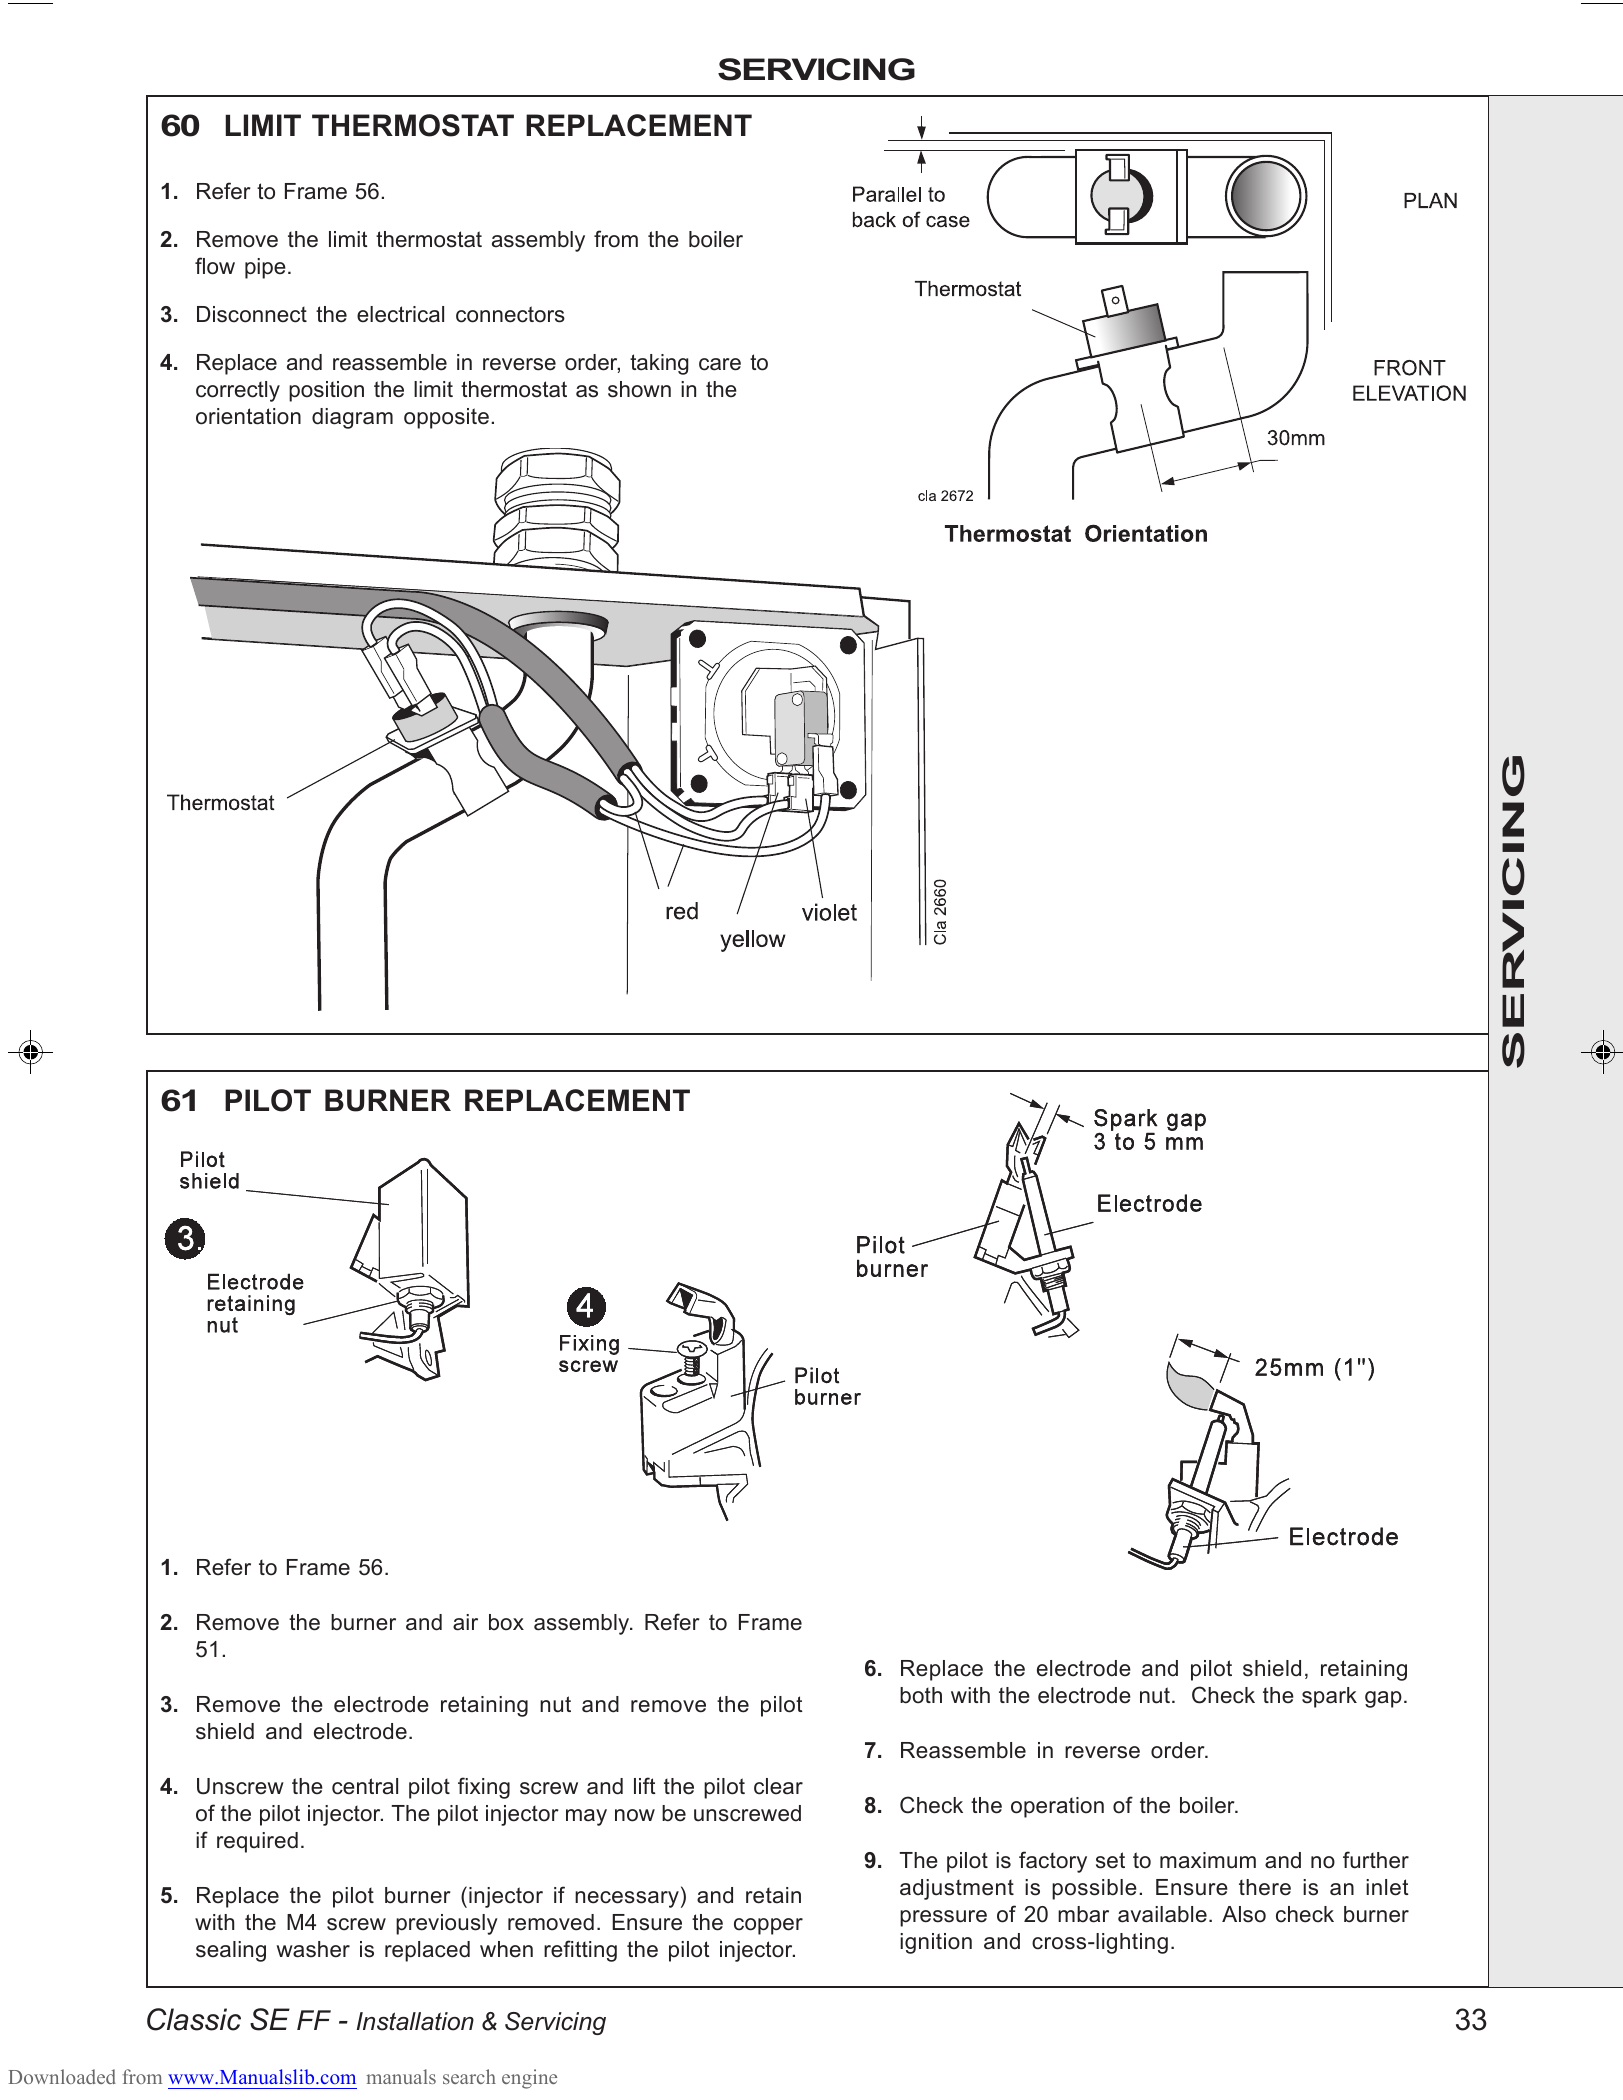 SERVICING
60 LIMIT THERMOSTAT REPLACEMENT
1. Refer to Frame 56.
2. Remove the limit thermostat assembly from the boiler
flow pipe.
3. Disconnect the electrical connectors
4. Replace and reassemble in reverse order, taking care to
correctly position the limit thermostat as shown in the
orientation diagram opposite.
Parallel to
back of case
PLAN
Thermostat
FRONT
ELEVATION
30mm
cla 2672
Thermostat Orientation
Thermostat
red
yellow
violet
Cla 2660
SERVICING
61 PILOT BURNER REPLACEMENT
Pilot
shield
3.
Electrode
retaining
nut
4
Fixing
screw
Pilot
burner
Spark gap
3 to 5 mm
Electrode
Pilot
burner
25mm (1")
Electrode
1. Refer to Frame 56.
2. Remove the burner and air box assembly. Refer to Frame
51.
3. Remove the electrode retaining nut and remove the pilot
shield and electrode.
4. Unscrew the central pilot fixing screw and lift the pilot clear
of the pilot injector. The pilot injector may now be unscrewed
if required.
5. Replace the pilot burner (injector if necessary) and retain
with the M4 screw previously removed. Ensure the copper
sealing washer is replaced when refitting the pilot injector.
6. Replace the electrode and pilot shield, retaining
both with the electrode nut. Check the spark gap.
7. Reassemble in reverse order.
8. Check the operation of the boiler.
9. The pilot is factory set to maximum and no further
adjustment is possible. Ensure there is an inlet
pressure of 20 mbar available. Also check burner
ignition and cross-lighting.
Classic SE FF - Installation & Servicing
33
Downloaded from www.Manualslib.com manuals search engine